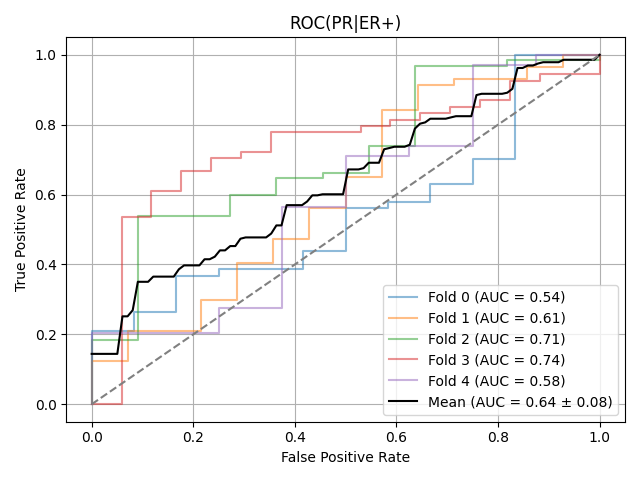 ROC(PR|ER+)
True Positive Rate
1.0
0.8
0.6
0.4
0.2
0.0
0.0 0.2 0.4 0.6 0.8 1.0
False Positive Rate
Fold 0 (AUC = 0.54)
Fold 1 (AUC = 0.61)
Fold 2 (AUC = 0.71)
Fold 3 (AUC = 0.74)
Fold 4 (AUC = 0.58)
Mean (AUC = 0.64 ± 0.08)